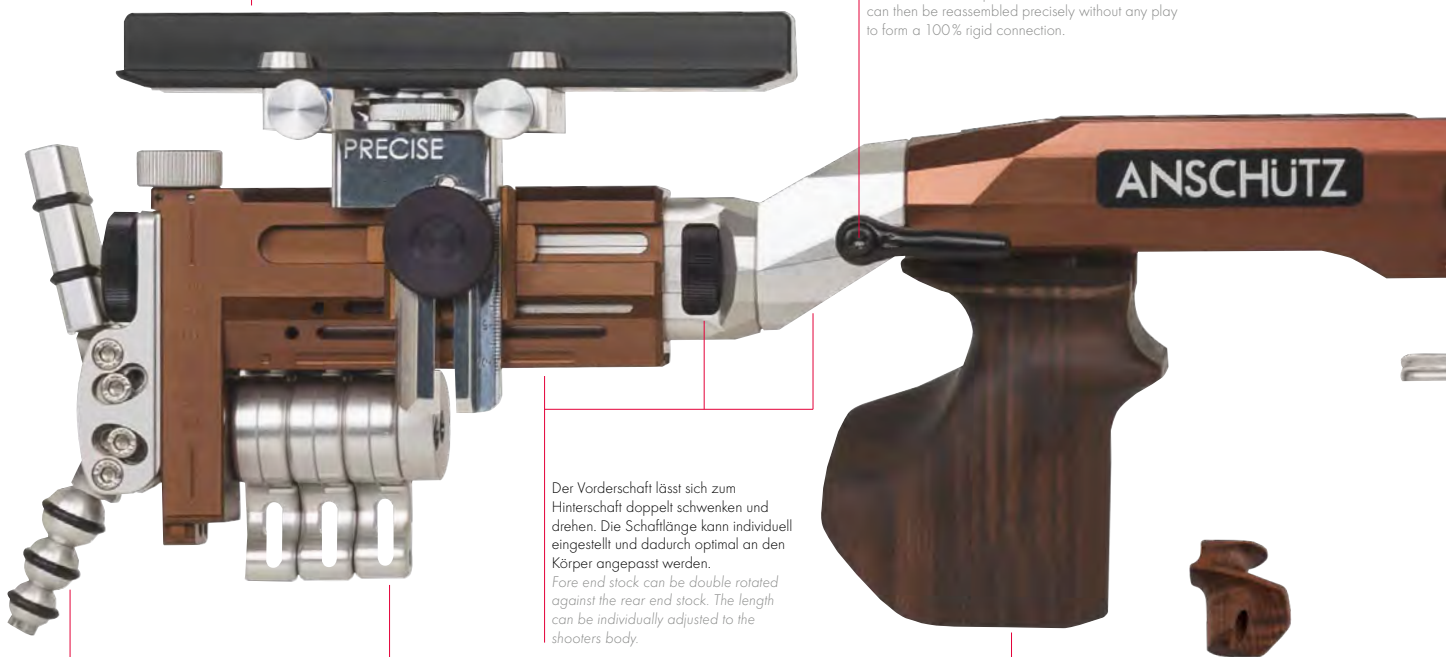 can then be reassembled precisely without any play
to form a 100% rigid connection.
PRECISE
ANSCHÜTZ
Der Vorderschaft lässt sich zum
Hinterschaft doppelt schwenken und
drehen. Die Schaftlänge kann individuell
eingestellt und dadurch optimal an den
Körper angepasst werden.
Fore end stock can be double rotated
against the rear end stock. The length
can be individually adjusted to the
shooters body.